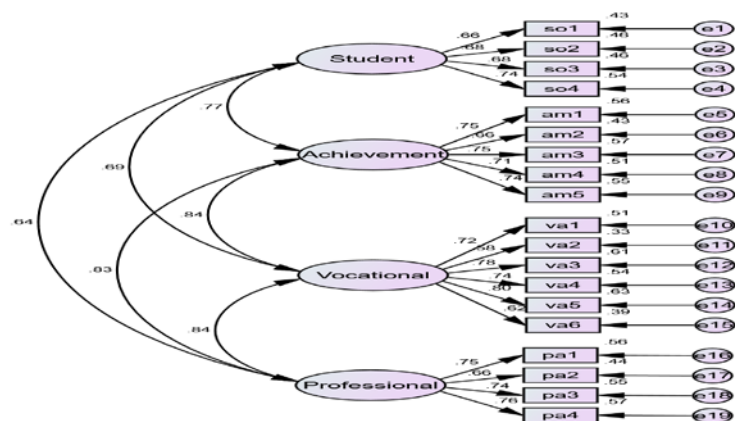 .43
.66 so1 e1
.46
.68 so2 e2
Student
.46
.68 so3 e3
.54
.74 so4 e4
.77
.56
.75 am1 e5
.43
.66 am2 e6
.57
Achievement .75 am3 e7
.51
.71 am4 e8
.55
.74 am5 e9
.69
.84
.64
.51
.72 va1 e10
.33
.58 va2 e11
.61
.83
.78 va3 e12
Vocational
.54
.74 va4 e13
.63
.80 va5 e14
.39
.62 va6 e15
.84
.56
.75 pa1 e16
.44
.66 pa2 e17
Professional
.55
.74 pa3 e18
.57
.76 pa4 e19